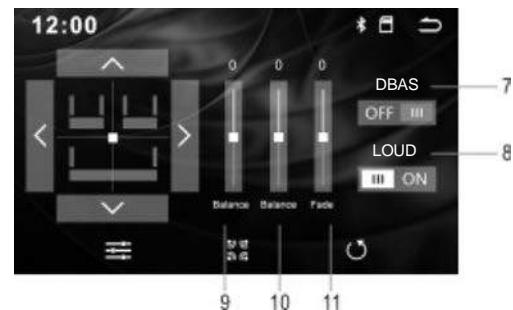 12:00
0 0 0
DBAS
7
OFF
LOUD
8
ON
Balance Balance Fade
9 10 11